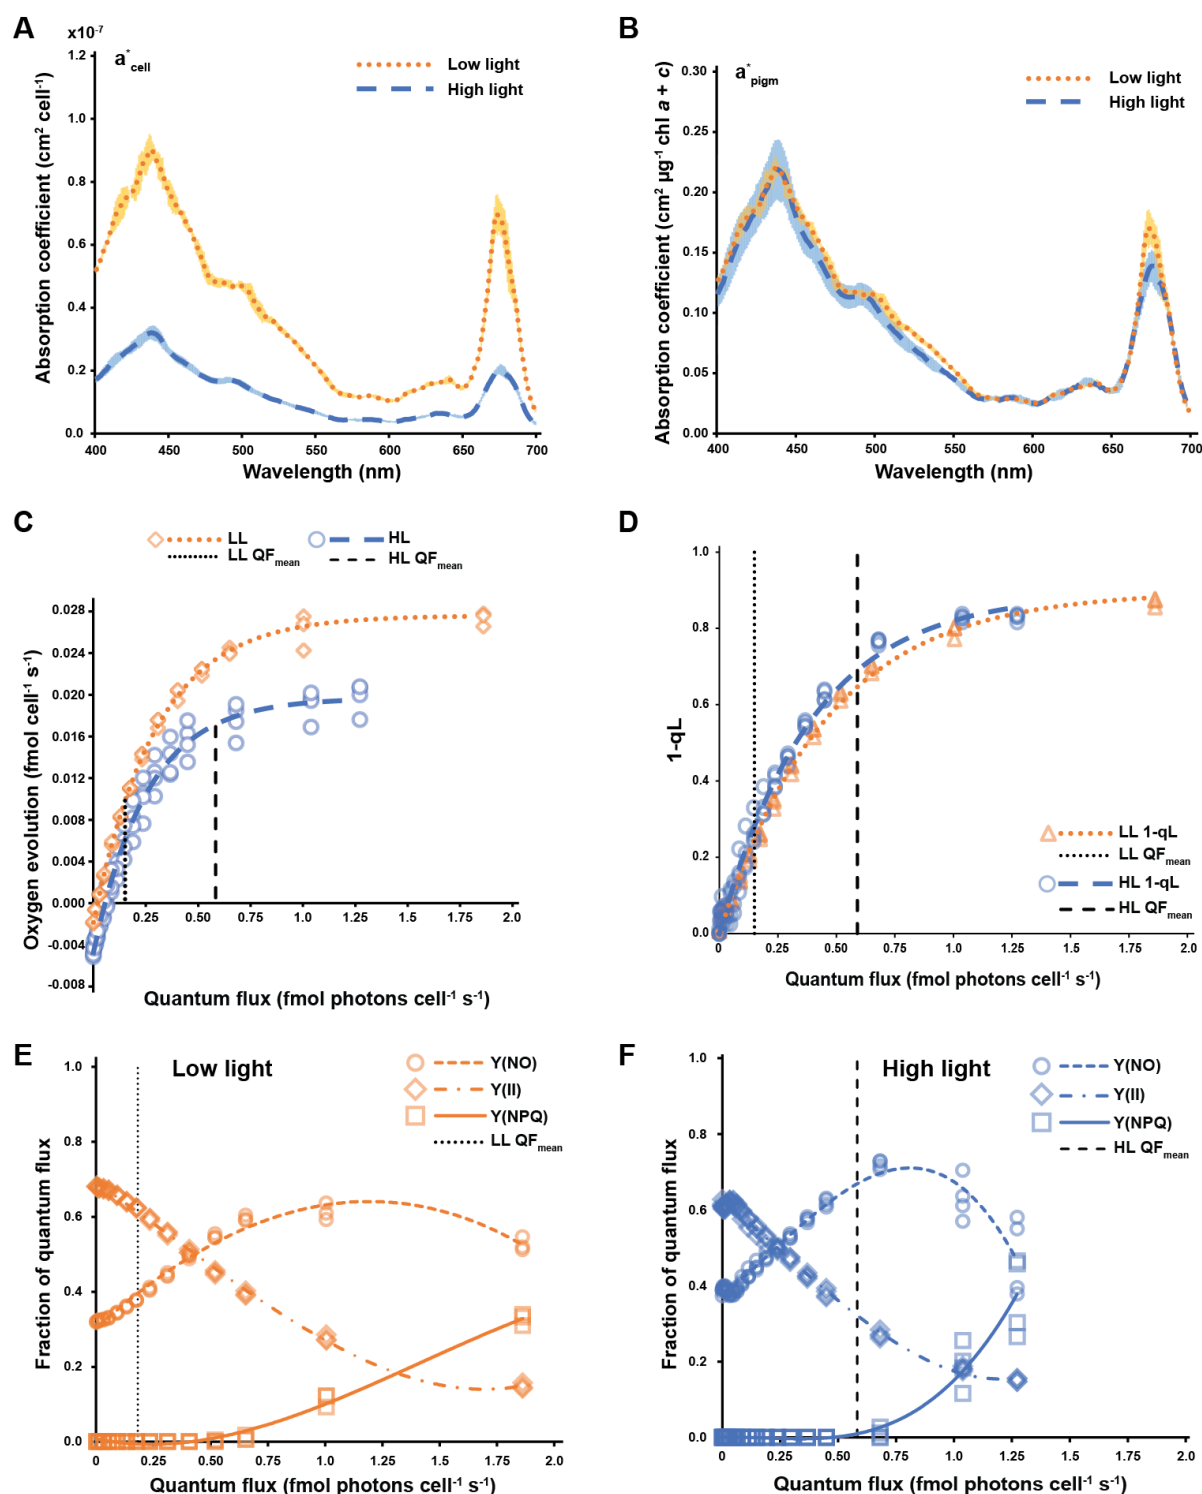 A
x10-7
a*cell
Low light
High light
1.2
1.0
0.8
0.6
0.4
0.2
0.0
400 450 500 550 600 650 700
Absorption coefficient (cm2 cell-1)
Wavelength (nm)
B
a*pigm
Low light
High light
0.30
0.25
0.20
0.15
0.10
0.05
0.00
400 450 500 550 600 650 700
Absorption coefficient (cm2 µg-1 chl a + c)
Wavelength (nm)
C
LL
LL QFmean
HL
HL QFmean
0.028
0.024
0.020
0.016
0.012
0.008
0.004
0.000
-0.004
-0.008
0.25 0.50 0.75 1.0 1.25 1.5 1.75 2.0
Oxygen evolution (fmol cell-1 s-1)
Quantum flux (fmol photons cell-1 s-1)
D
1.0
0.8
0.6
0.4
0.2
0.0
0 0.25 0.50 0.75 1.0 1.25 1.5 1.75 2.0
1-qL
LL 1-qL
LL QFmean
HL 1-qL
HL QFmean
Quantum flux (fmol photons cell-1 s-1)
E
Low light
Y(NO)
Y(II)
Y(NPQ)
LL QFmean
1.0
0.8
0.6
0.4
0.2
0.0
0 0.25 0.50 0.75 1.0 1.25 1.5 1.75 2.0
Fraction of quantum flux
Quantum flux (fmol photons cell-1 s-1)
F
High light
Y(NO)
Y(II)
Y(NPQ)
HL QFmean
1.0
0.8
0.6
0.4
0.2
0.0
0 0.25 0.50 0.75 1.0 1.25 1.5 1.75 2.0
Fraction of quantum flux
Quantum flux (fmol photons cell-1 s-1)